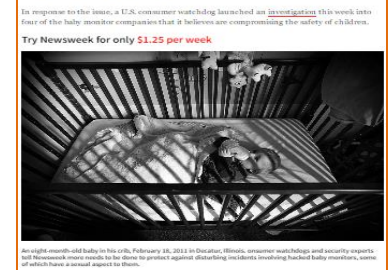 In response to the issue, a U.S. consumer watchdog launched an investigation this week into
four of the baby monitor companies that it believes are compromising the safety of children.
Try Newsweek for only $1.25 per week
An eight-month-old baby in his crib, February 18, 2011 in Decatur, Illinois. onsumer watchdogs and security experts
tell Newsweek more needs to be done to protect against disturbing incidents involving hacked baby monitors, some
of which have a sexual aspect to them.